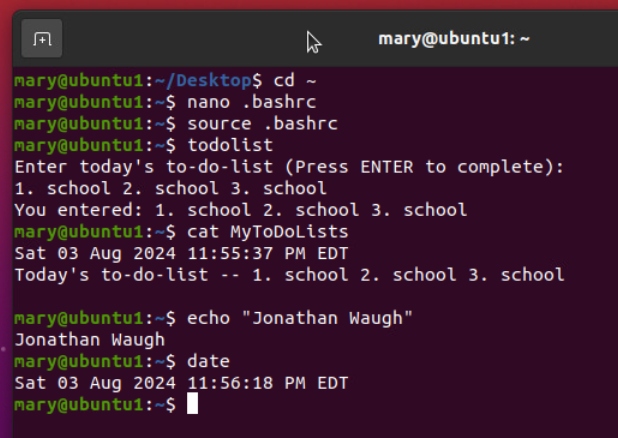 mary@ubuntu1: ~
mary@ubuntu1:~/Desktop$ cd ~
mary@ubuntu1:~$ nano .bashrc
mary@ubuntu1:~$ source .bashrc
mary@ubuntu1:~$ todolist
Enter today's to-do-list (Press ENTER to complete):
1. school 2. school 3. school
You entered: 1. school 2. school 3. school
mary@ubuntu1:~$ cat MyToDoLists
Sat 03 Aug 2024 11:55:37 PM EDT
Today's to-do-list -- 1. school 2. school 3. school
mary@ubuntu1:~$ echo "Jonathan Waugh"
Jonathan Waugh
mary@ubuntu1:~$ date
Sat 03 Aug 2024 11:56:18 PM EDT
mary@ubuntu1:~$